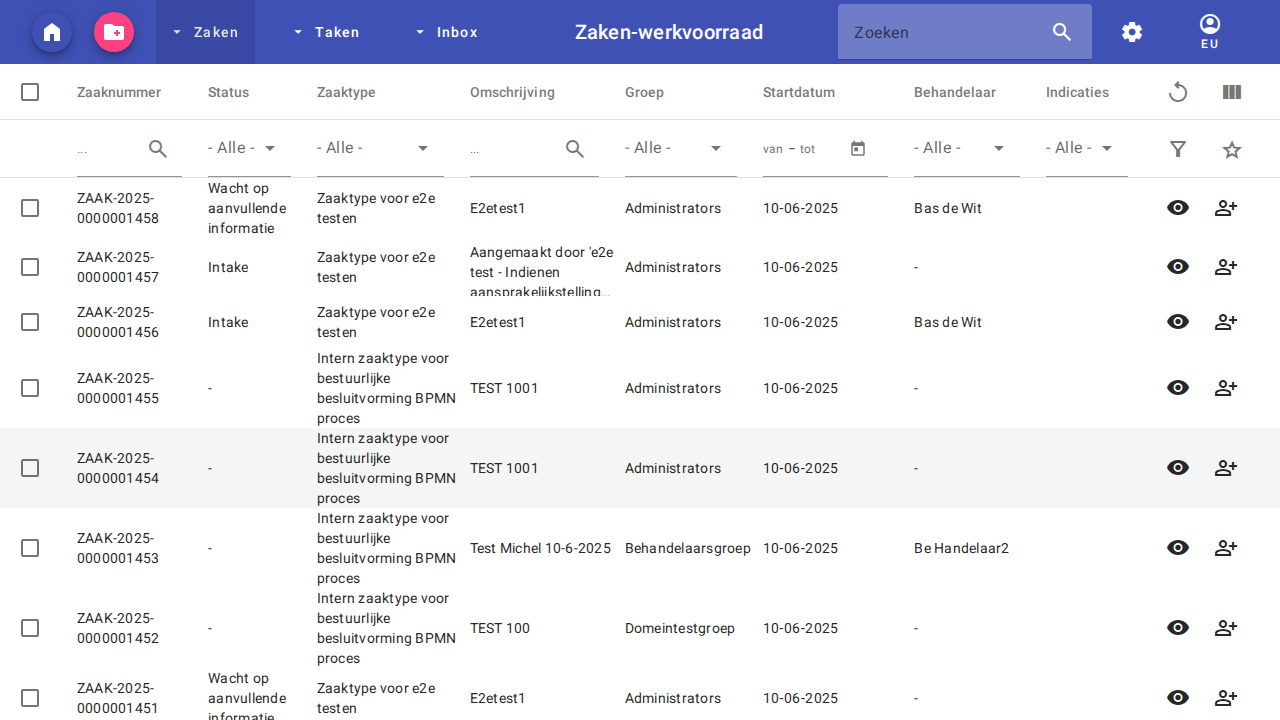 Zaken
Taken
Inbox
Zaken-werkvoorraad
Zoeken
EU
Zaaknummer Status Zaaktype Omschrijving Groep Startdatum Behandelaar Indicaties
... - Alle - - Alle - ... - Alle - van – tot - Alle - - Alle -
ZAAK-2025-
0000001458
Wacht op
aanvullende
informatie
Zaaktype voor e2e
testen
E2etest1
Administrators
10-06-2025
Bas de Wit
ZAAK-2025-
0000001457
Intake
Zaaktype voor e2e
testen
Aangemaakt door 'e2e
test - Indienen
aansprakelijkstelling...
Administrators
10-06-2025
-
ZAAK-2025-
0000001456
Intake
Zaaktype voor e2e
testen
E2etest1
Administrators
10-06-2025
Bas de Wit
ZAAK-2025-
0000001455
-
Intern zaaktype voor
bestuurlijke
besluitvorming BPMN
proces
TEST 1001
Administrators
10-06-2025
-
ZAAK-2025-
0000001454
-
Intern zaaktype voor
bestuurlijke
besluitvorming BPMN
proces
TEST 1001
Administrators
10-06-2025
-
ZAAK-2025-
0000001453
-
Intern zaaktype voor
bestuurlijke
besluitvorming BPMN
proces
Test Michel 10-6-2025
Behandelaarsgroep
10-06-2025
Be Handelaar2
ZAAK-2025-
0000001452
-
Intern zaaktype voor
bestuurlijke
besluitvorming BPMN
proces
TEST 100
Domeintestgroep
10-06-2025
-
ZAAK-2025-
0000001451
Wacht op
aanvullende
informatie
Zaaktype voor e2e
testen
E2etest1
Administrators
10-06-2025
-